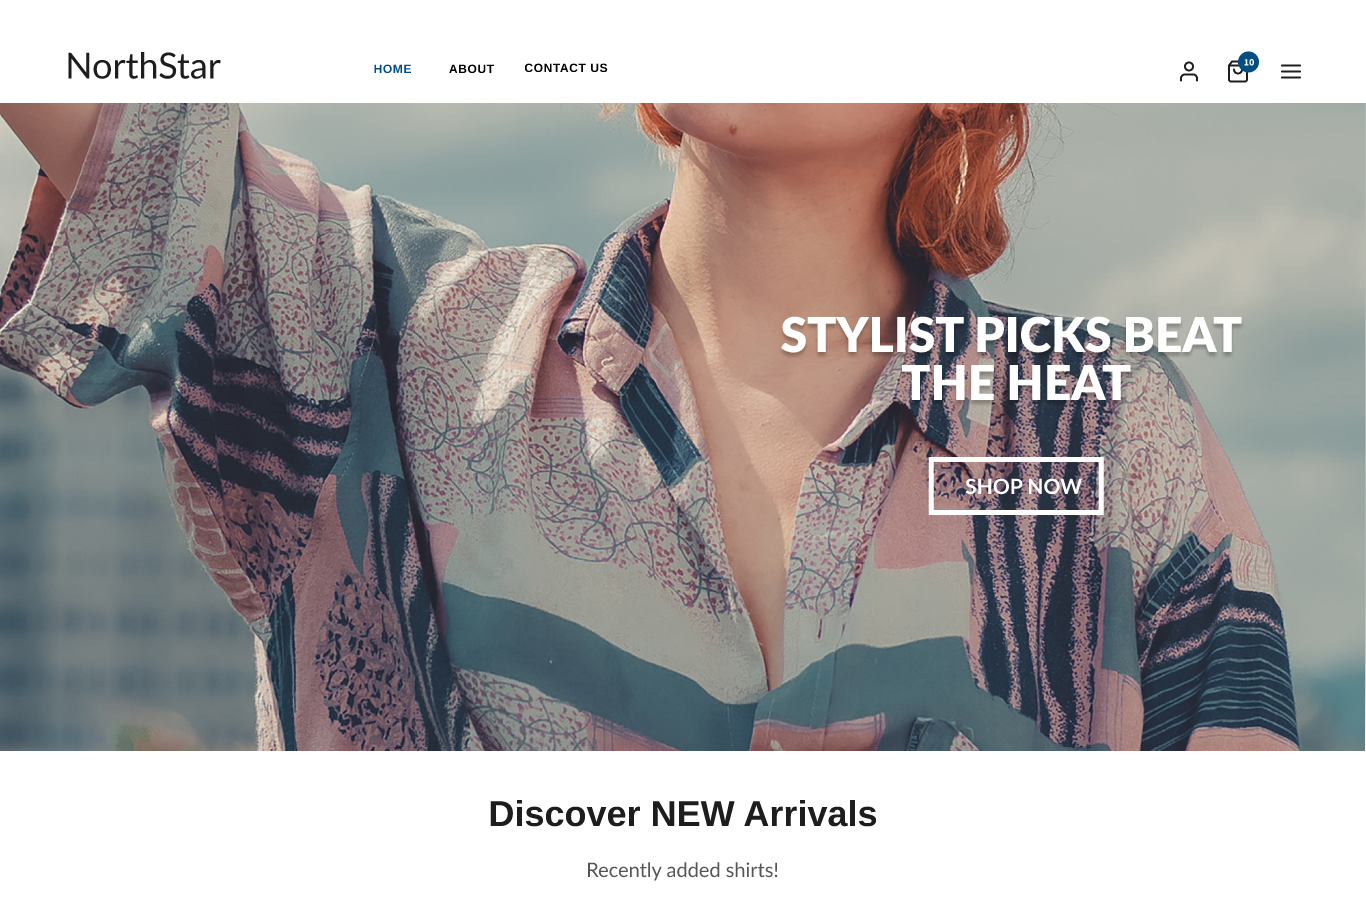 NorthStar
HOME
ABOUT
CONTACT US
10
STYLIST PICKS BEAT
THE HEAT
SHOP NOW
Discover NEW Arrivals
Recently added shirts!